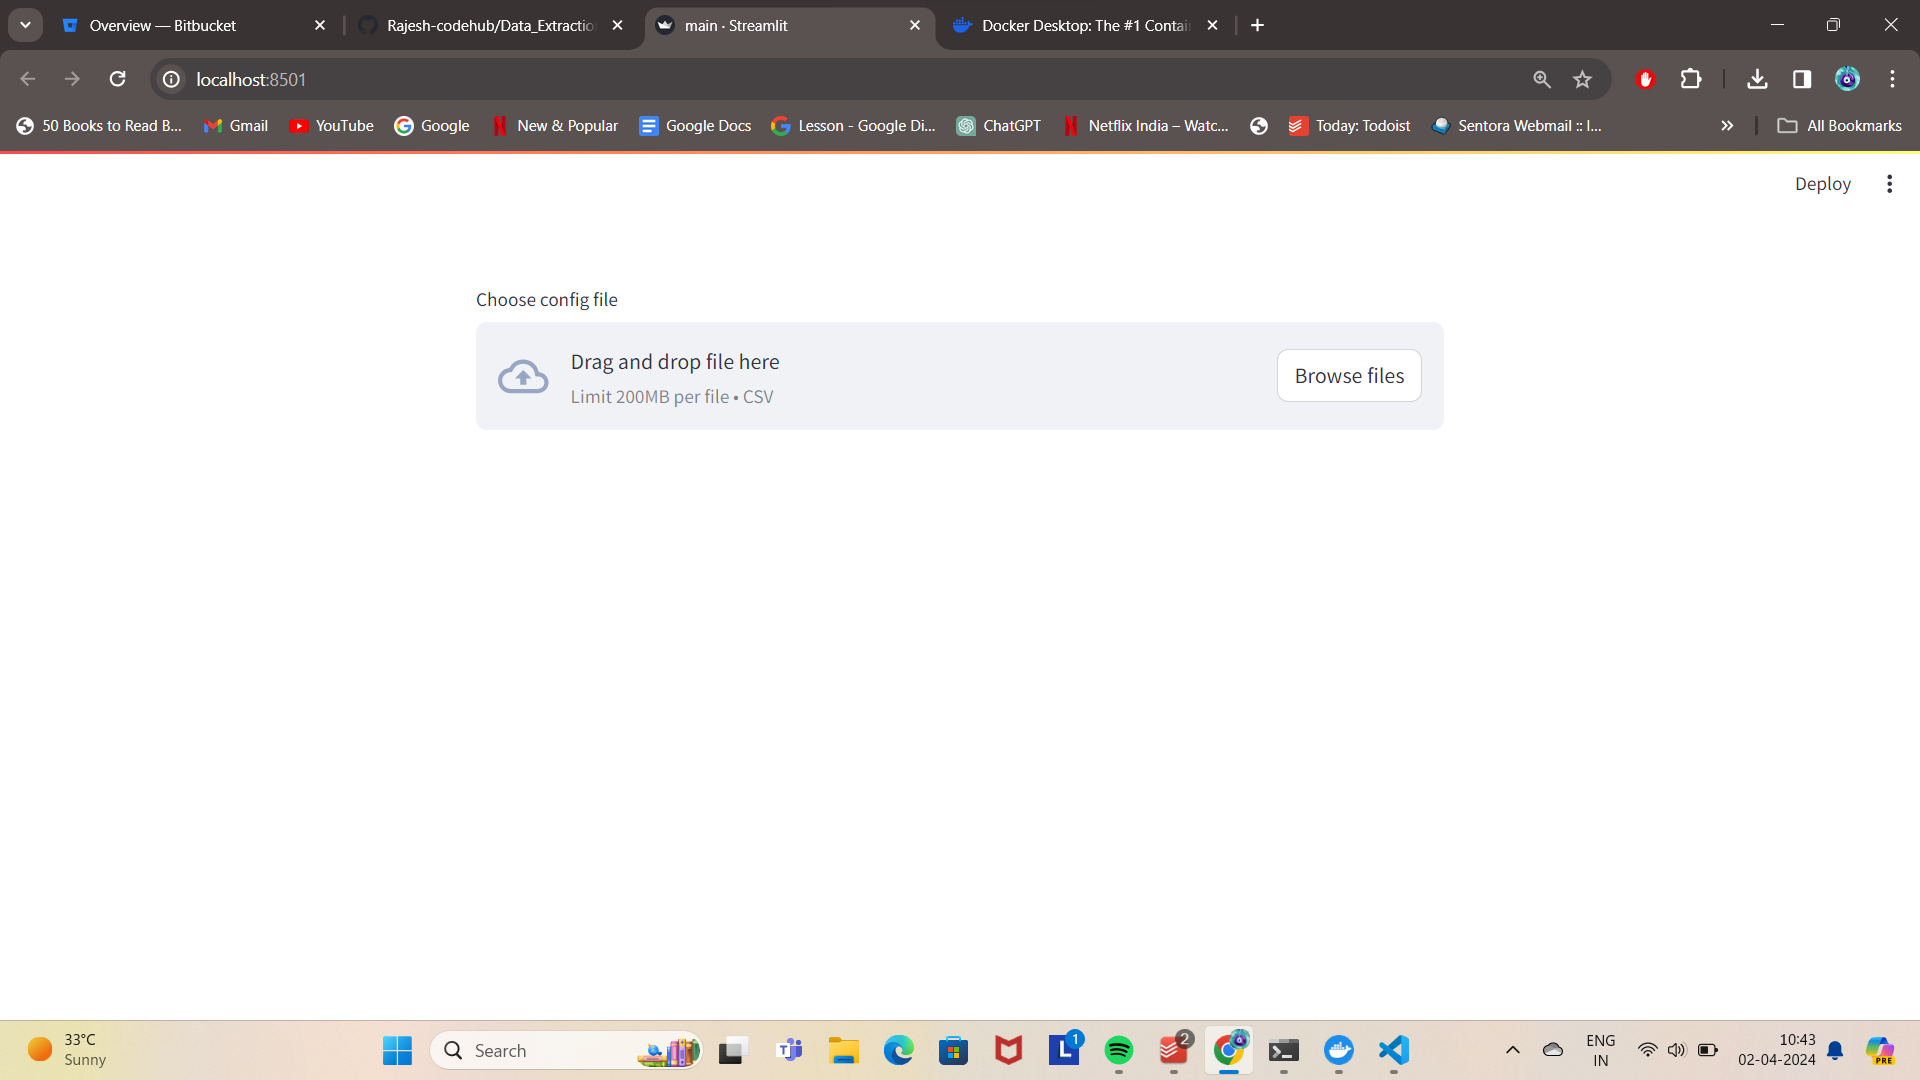 Overview — Bitbucket
Rajesh-codehub/Data_Extractio
main · Streamlit
Docker Desktop: The #1 Contai
localhost:8501
50 Books to Read B...
Gmail
YouTube
Google
New & Popular
Google Docs
Lesson - Google Di...
ChatGPT
Netflix India – Watc...
Today: Todoist
Sentora Webmail :: I...
All Bookmarks
Deploy
Choose config file
Drag and drop file here
Limit 200MB per file • CSV
Browse files
33°C
Sunny
Search
L
1
2
ENG
IN
10:43
02-04-2024
PRE